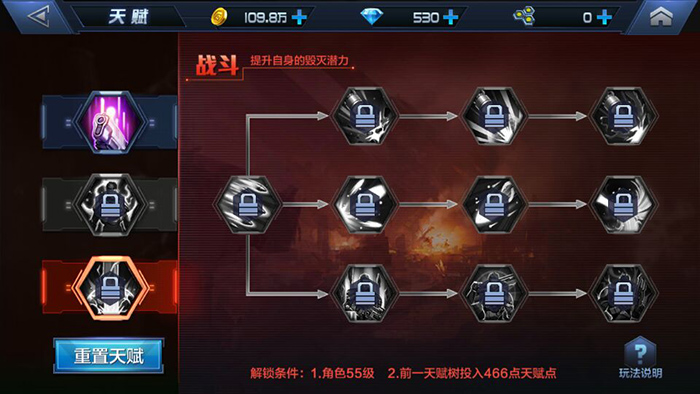 天赋
109.8万
530
0
战斗
提升自身的毁灭潜力
重置天赋
解锁条件：1.角色55级 2.前一天赋树投入466点天赋点
?
玩法说明